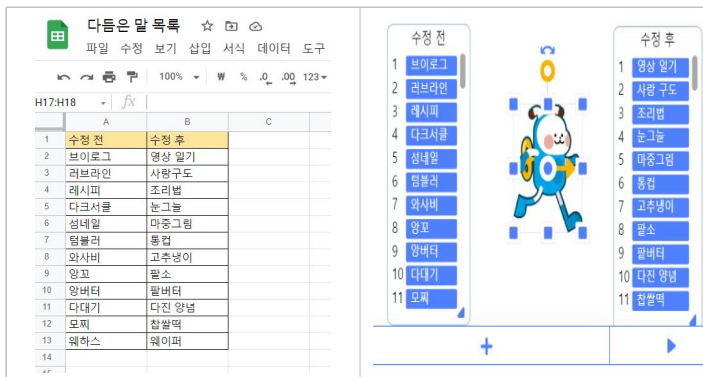 다듬은 말 목록
파일 수정 보기 삽입 서식 데이터 도구
100% ₩ % .0 .00 123
H17:H18 fx
A B C
1 수정 전 수정 후
2 브이로그 영상 일기
3 러브라인 사랑구도
4 레시피 조리법
5 다크서클 눈그늘
6 섬네일 마중그림
7 텀블러 통컵
8 와사비 고추냉이
9 앙꼬 팥소
10 앙버터 팥버터
11 다대기 다진 양념
12 모찌 찹쌀떡
13 웨하스 웨이퍼
14
수정 전
1 브이로그
2 러브라인
3 레시피
4 다크서클
5 섬네일
6 텀블러
7 와사비
8 앙꼬
9 앙버터
10 다대기
11 모찌
수정 후
1 영상 일기
2 사랑 구도
3 조리법
4 눈그늘
5 마중그림
6 통컵
7 고추냉이
8 팥소
9 팥버터
10 다진 양념
11 찹쌀떡